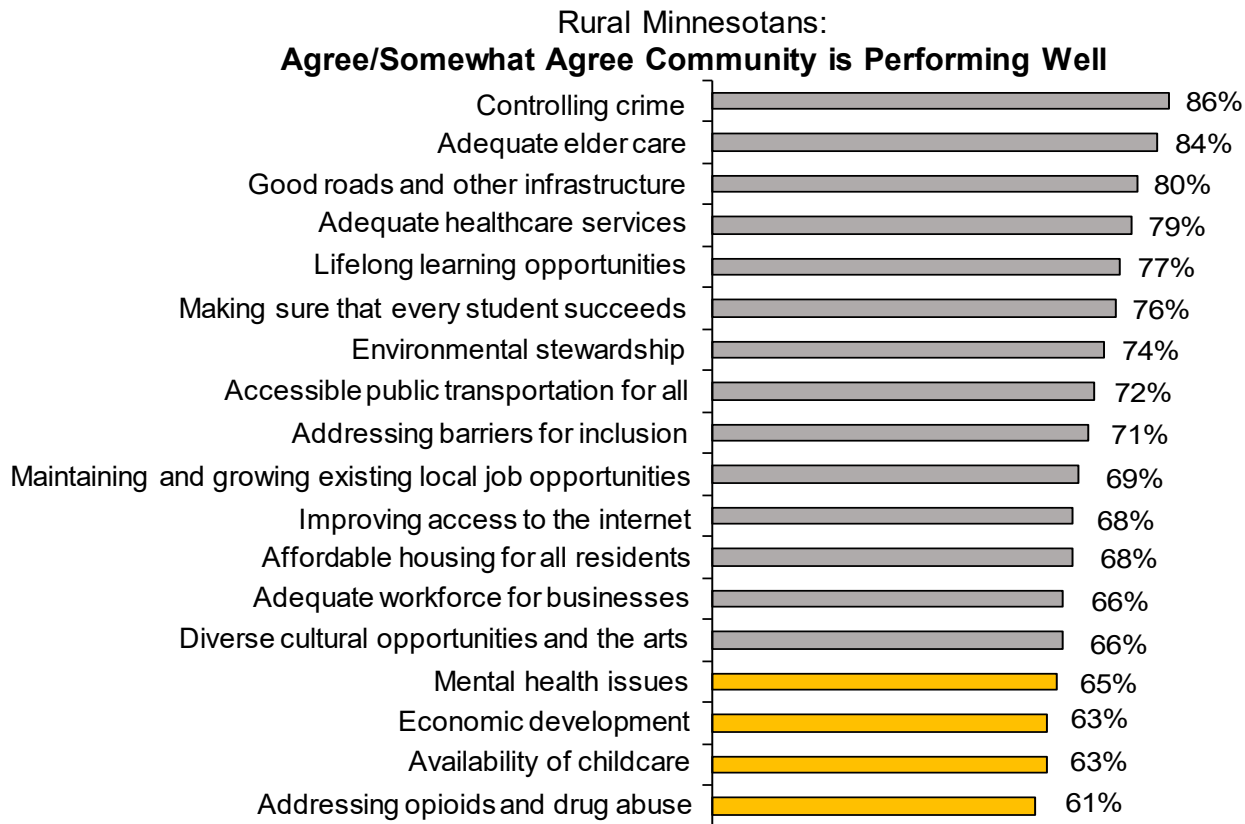 Rural Minnesotans:
Agree/Somewhat Agree Community is Performing Well
Controlling crime 86%
Adequate elder care 84%
Good roads and other infrastructure 80%
Adequate healthcare services 79%
Lifelong learning opportunities 77%
Making sure that every student succeeds 76%
Environmental stewardship 74%
Accessible public transportation for all 72%
Addressing barriers for inclusion 71%
Maintaining and growing existing local job opportunities 69%
Improving access to the internet 68%
Affordable housing for all residents 68%
Adequate workforce for businesses 66%
Diverse cultural opportunities and the arts 66%
Mental health issues 65%
Economic development 63%
Availability of childcare 63%
Addressing opioids and drug abuse 61%